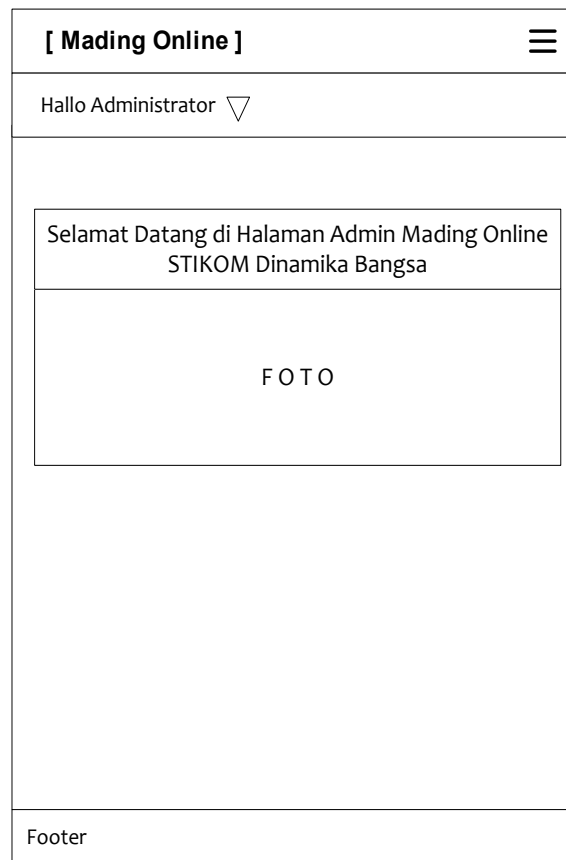 [ Mading Online ]
Hallo Administrator
Selamat Datang di Halaman Admin Mading Online
STIKOM Dinamika Bangsa
F O T O
Footer